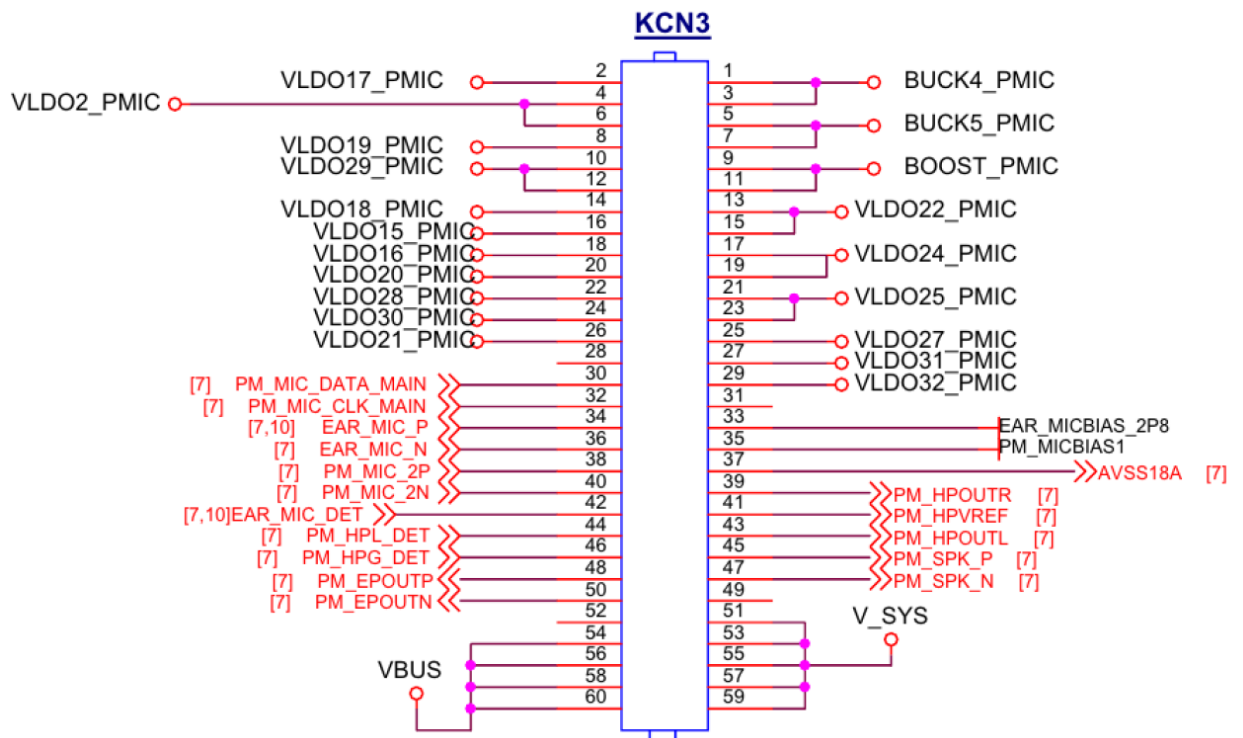 KCN3
VLDO17_PMIC 2 1 BUCK4_PMIC
VLDO2_PMIC 4 3
6 5 BUCK5_PMIC
VLDO19_PMIC 8 7
VLDO29_PMIC 10 9 BOOST_PMIC
12 11
VLDO18_PMIC 14 13 VLDO22_PMIC
VLDO15_PMIC 16 15
VLDO16_PMIC 18 17 VLDO24_PMIC
VLDO20_PMIC 20 19
VLDO28_PMIC 22 21 VLDO25_PMIC
VLDO30_PMIC 24 23
VLDO21_PMIC 26 25 VLDO27_PMIC
28 27 VLDO31_PMIC
[7] PM_MIC_DATA_MAIN 30 29 VLDO32_PMIC
[7] PM_MIC_CLK_MAIN 32 31
[7,10] EAR_MIC_P 34 33 EAR_MICBIAS_2P8
[7] EAR_MIC_N 36 35 PM_MICBIAS1
[7] PM_MIC_2P 38 37 AVSS18A [7]
[7] PM_MIC_2N 40 39 PM_HPOUTR [7]
[7,10]EAR_MIC_DET 42 41 PM_HPVREF [7]
[7] PM_HPL_DET 44 43 PM_HPOUTL [7]
[7] PM_HPG_DET 46 45 PM_SPK_P [7]
[7] PM_EPOUTP 48 47 PM_SPK_N [7]
[7] PM_EPOUTN 50 49
52 51 V_SYS
54 53
56 55
VBUS 58 57
60 59